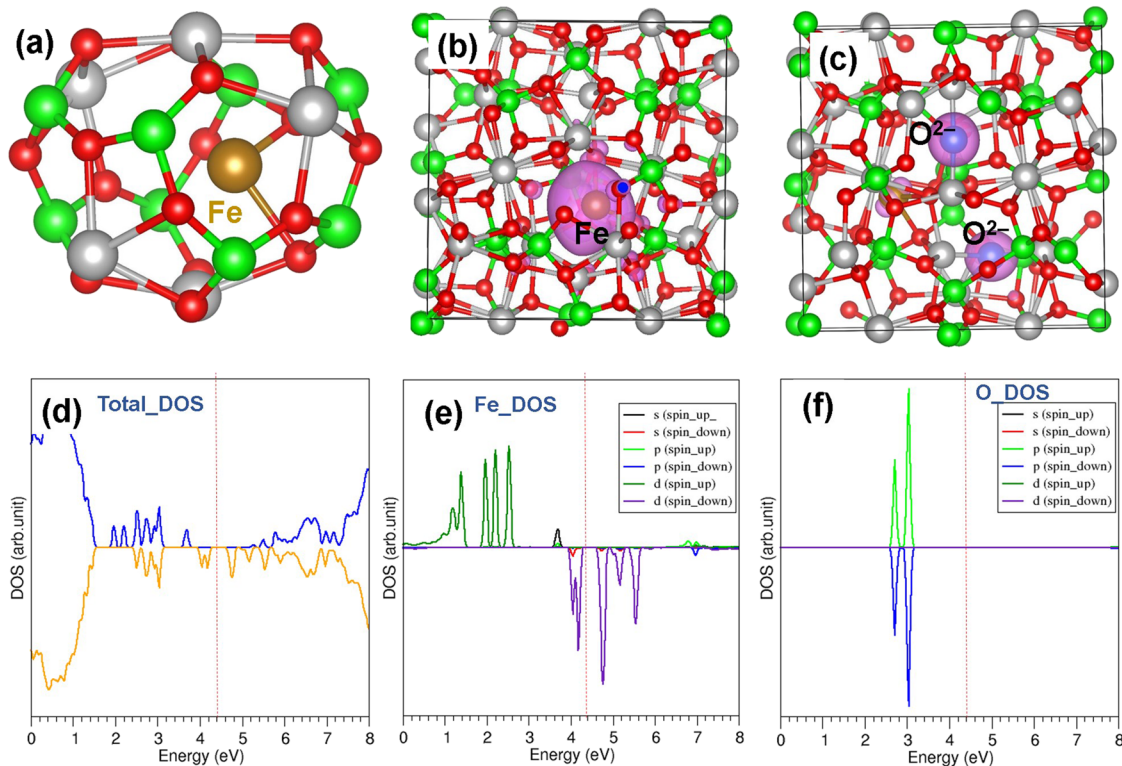 (a)
Fe
(b)
Fe
(c)
O²⁻
O²⁻
(d)
Total_DOS
DOS (arb.unit)
0 1 2 3 4 5 6 7 8
Energy (eV)
(e)
Fe_DOS
s (spin_up_
s (spin_down)
p (spin_up)
p (spin_down)
d (spin_up)
d (spin_down)
DOS (arb.unit)
0 1 2 3 4 5 6 7 8
Energy (eV)
(f)
O_DOS
s (spin_up)
s (spin_down)
p (spin_up)
p (spin_down)
d (spin_up)
d (spin_down)
DOS (arb.unit)
0 1 2 3 4 5 6 7 8
Energy (eV)